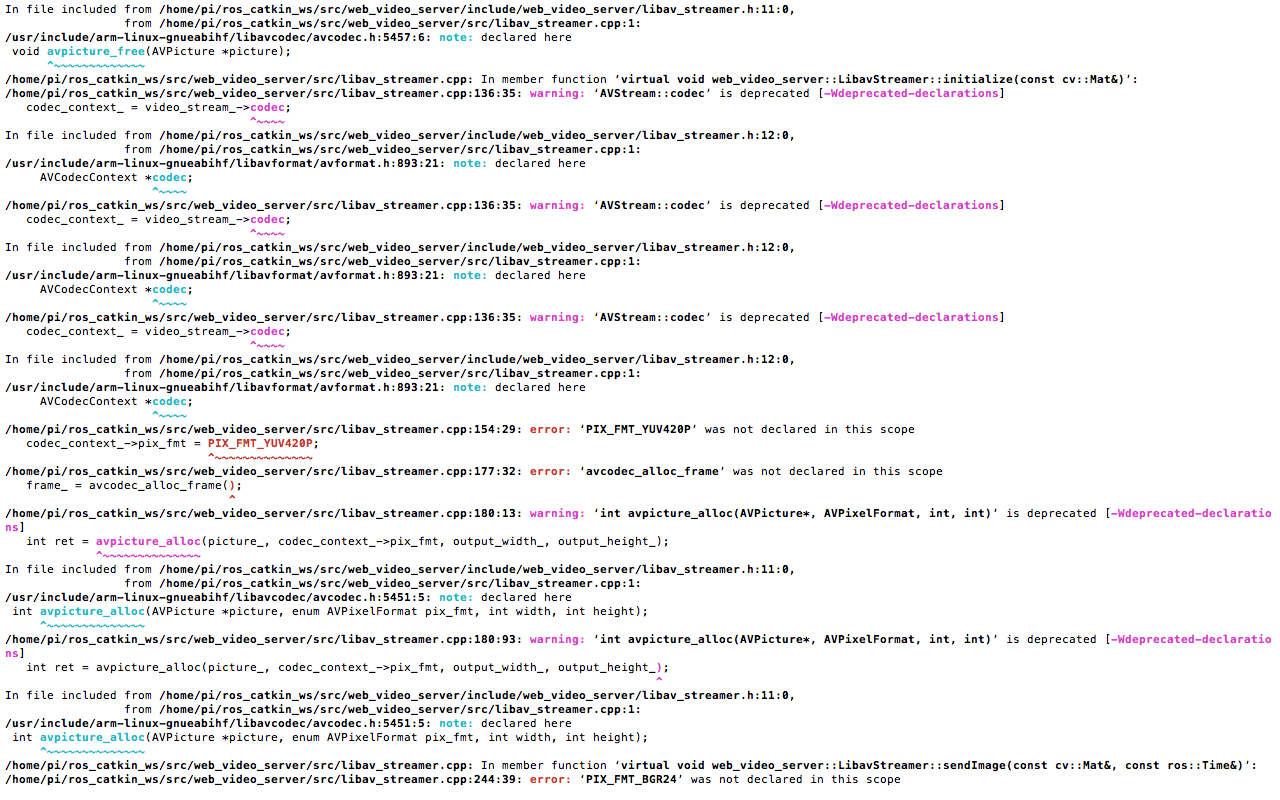 In file included from /home/pi/ros_catkin_ws/src/web_video_server/include/web_video_server/libav_streamer.h:11:0,
                 from /home/pi/ros_catkin_ws/src/web_video_server/src/libav_streamer.cpp:1:
/usr/include/arm-linux-gnueabihf/libavcodec/avcodec.h:5457:6: note: declared here
 void avpicture_free(AVPicture *picture);
      ^~~~~~~~~~~~~~
/home/pi/ros_catkin_ws/src/web_video_server/src/libav_streamer.cpp: In member function ‘virtual void web_video_server::LibavStreamer::initialize(const cv::Mat&)’:
/home/pi/ros_catkin_ws/src/web_video_server/src/libav_streamer.cpp:136:35: warning: ‘AVStream::codec’ is deprecated [-Wdeprecated-declarations]
   codec_context_ = video_stream_->codec;
                                   ^~~~~
In file included from /home/pi/ros_catkin_ws/src/web_video_server/include/web_video_server/libav_streamer.h:12:0,
                 from /home/pi/ros_catkin_ws/src/web_video_server/src/libav_streamer.cpp:1:
/usr/include/arm-linux-gnueabihf/libavformat/avformat.h:893:21: note: declared here
     AVCodecContext *codec;
                     ^~~~~
/home/pi/ros_catkin_ws/src/web_video_server/src/libav_streamer.cpp:136:35: warning: ‘AVStream::codec’ is deprecated [-Wdeprecated-declarations]
   codec_context_ = video_stream_->codec;
                                   ^~~~~
In file included from /home/pi/ros_catkin_ws/src/web_video_server/include/web_video_server/libav_streamer.h:12:0,
                 from /home/pi/ros_catkin_ws/src/web_video_server/src/libav_streamer.cpp:1:
/usr/include/arm-linux-gnueabihf/libavformat/avformat.h:893:21: note: declared here
     AVCodecContext *codec;
                     ^~~~~
/home/pi/ros_catkin_ws/src/web_video_server/src/libav_streamer.cpp:136:35: warning: ‘AVStream::codec’ is deprecated [-Wdeprecated-declarations]
   codec_context_ = video_stream_->codec;
                                   ^~~~~
In file included from /home/pi/ros_catkin_ws/src/web_video_server/include/web_video_server/libav_streamer.h:12:0,
                 from /home/pi/ros_catkin_ws/src/web_video_server/src/libav_streamer.cpp:1:
/usr/include/arm-linux-gnueabihf/libavformat/avformat.h:893:21: note: declared here
     AVCodecContext *codec;
                     ^~~~~
/home/pi/ros_catkin_ws/src/web_video_server/src/libav_streamer.cpp:154:29: error: ‘PIX_FMT_YUV420P’ was not declared in this scope
   codec_context_->pix_fmt = PIX_FMT_YUV420P;
                             ^~~~~~~~~~~~~~~
/home/pi/ros_catkin_ws/src/web_video_server/src/libav_streamer.cpp:177:32: error: ‘avcodec_alloc_frame’ was not declared in this scope
   frame_ = avcodec_alloc_frame();
                                ^
/home/pi/ros_catkin_ws/src/web_video_server/src/libav_streamer.cpp:180:13: warning: ‘int avpicture_alloc(AVPicture*, AVPixelFormat, int, int)’ is deprecated [-Wdeprecated-declaratio
ns]
   int ret = avpicture_alloc(picture_, codec_context_->pix_fmt, output_width_, output_height_);
             ^~~~~~~~~~~~~~~
In file included from /home/pi/ros_catkin_ws/src/web_video_server/include/web_video_server/libav_streamer.h:11:0,
                 from /home/pi/ros_catkin_ws/src/web_video_server/src/libav_streamer.cpp:1:
/usr/include/arm-linux-gnueabihf/libavcodec/avcodec.h:5451:5: note: declared here
 int avpicture_alloc(AVPicture *picture, enum AVPixelFormat pix_fmt, int width, int height);
     ^~~~~~~~~~~~~~~
/home/pi/ros_catkin_ws/src/web_video_server/src/libav_streamer.cpp:180:93: warning: ‘int avpicture_alloc(AVPicture*, AVPixelFormat, int, int)’ is deprecated [-Wdeprecated-declaratio
ns]
   int ret = avpicture_alloc(picture_, codec_context_->pix_fmt, output_width_, output_height_);
                                                                                             ^
In file included from /home/pi/ros_catkin_ws/src/web_video_server/include/web_video_server/libav_streamer.h:11:0,
                 from /home/pi/ros_catkin_ws/src/web_video_server/src/libav_streamer.cpp:1:
/usr/include/arm-linux-gnueabihf/libavcodec/avcodec.h:5451:5: note: declared here
 int avpicture_alloc(AVPicture *picture, enum AVPixelFormat pix_fmt, int width, int height);
     ^~~~~~~~~~~~~~~
/home/pi/ros_catkin_ws/src/web_video_server/src/libav_streamer.cpp: In member function ‘virtual void web_video_server::LibavStreamer::sendImage(const cv::Mat&, const ros::Time&)’:
/home/pi/ros_catkin_ws/src/web_video_server/src/libav_streamer.cpp:244:39: error: ‘PIX_FMT_BGR24’ was not declared in this scope